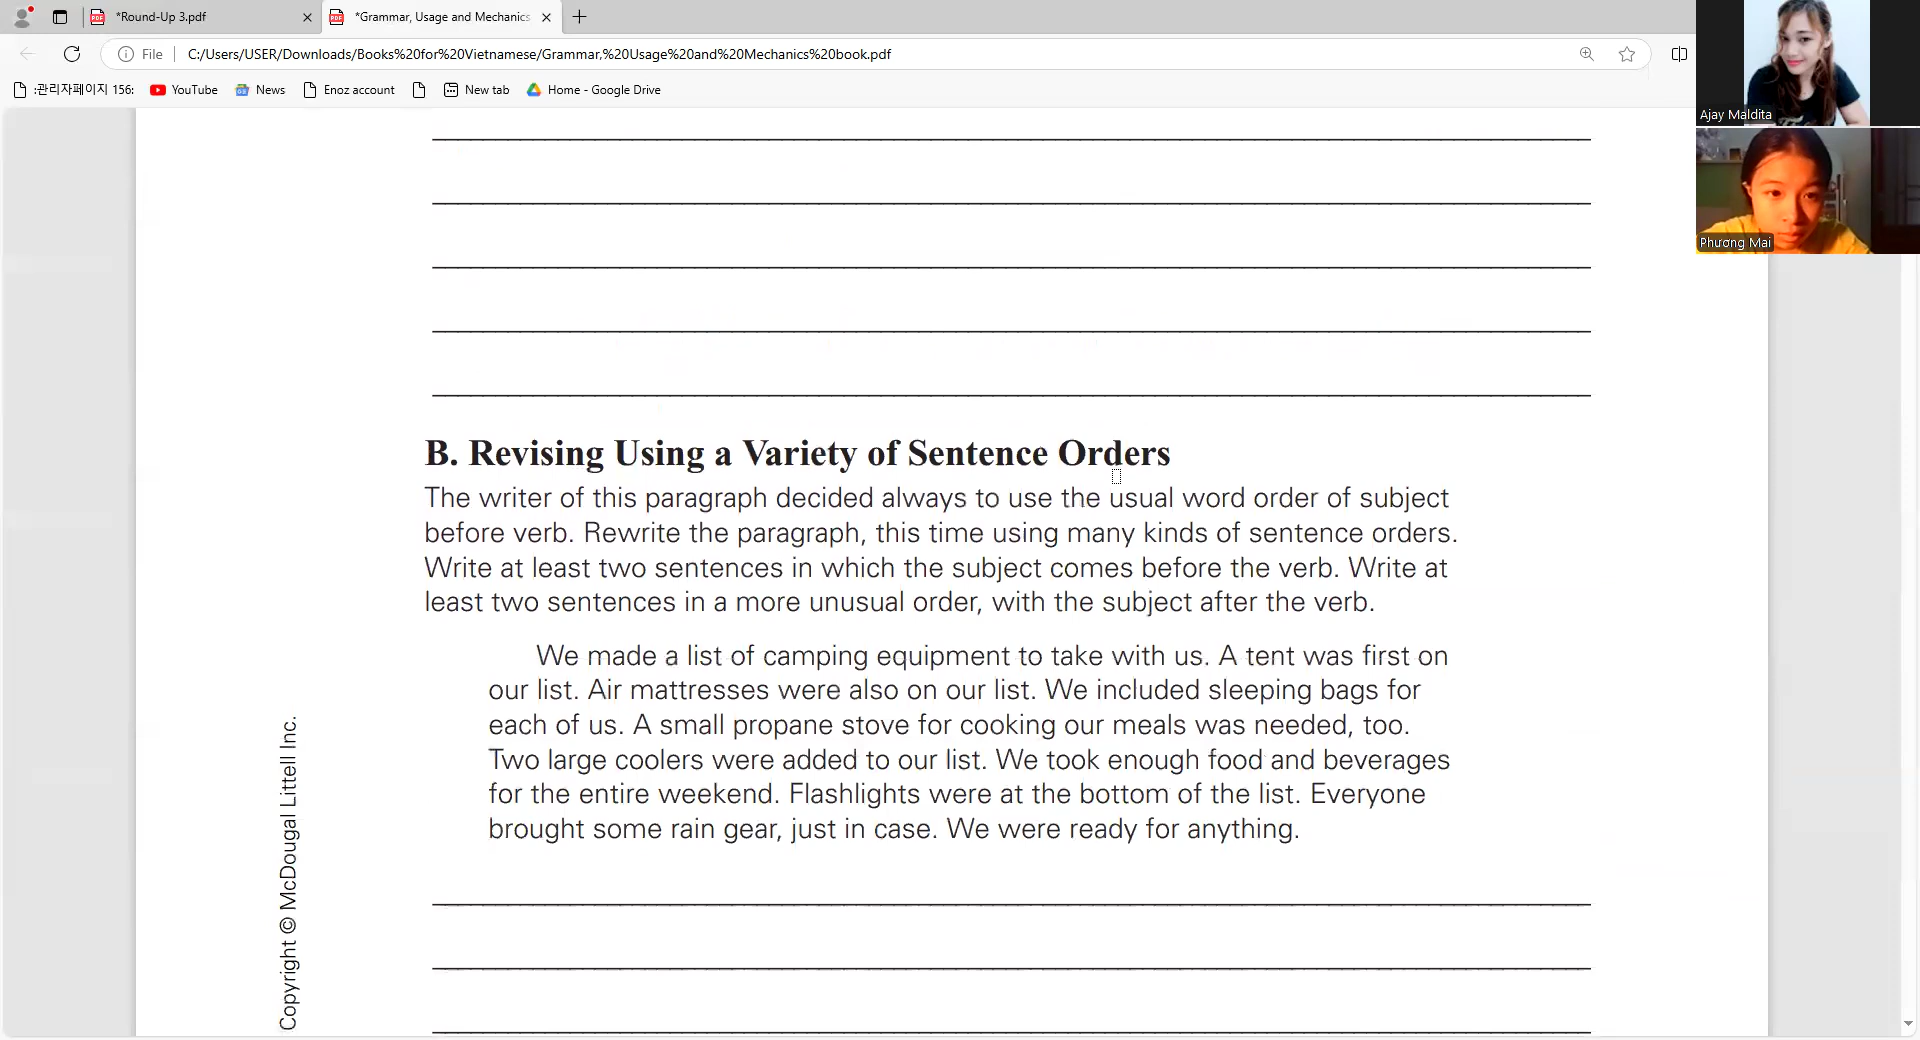 *Round-Up 3.pdf
*Grammar, Usage and Mechanics
File
C:/Users/USER/Downloads/Books%20for%20Vietnamese/Grammar,%20Usage%20and%20Mechanics%20book.pdf
:관리자페이지 156:
YouTube
News
Enoz account
New tab
Home - Google Drive
Ajay Maldita
Phương Mai
B. Revising Using a Variety of Sentence Orders
The writer of this paragraph decided always to use the usual word order of subject
before verb. Rewrite the paragraph, this time using many kinds of sentence orders.
Write at least two sentences in which the subject comes before the verb. Write at
least two sentences in a more unusual order, with the subject after the verb.
We made a list of camping equipment to take with us. A tent was first on
our list. Air mattresses were also on our list. We included sleeping bags for
each of us. A small propane stove for cooking our meals was needed, too.
Two large coolers were added to our list. We took enough food and beverages
for the entire weekend. Flashlights were at the bottom of the list. Everyone
brought some rain gear, just in case. We were ready for anything.
Copyright © McDougal Littell Inc.